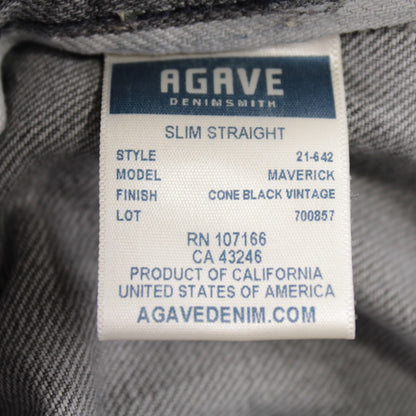 AGAVE
DENIMSMITH
SLIM STRAIGHT
STYLE 21-642
MODEL MAVERICK
FINISH CONE BLACK VINTAGE
LOT 700857
RN 107166
CA 43246
PRODUCT OF CALIFORNIA
UNITED STATES OF AMERICA
AGAVEDENIM.COM